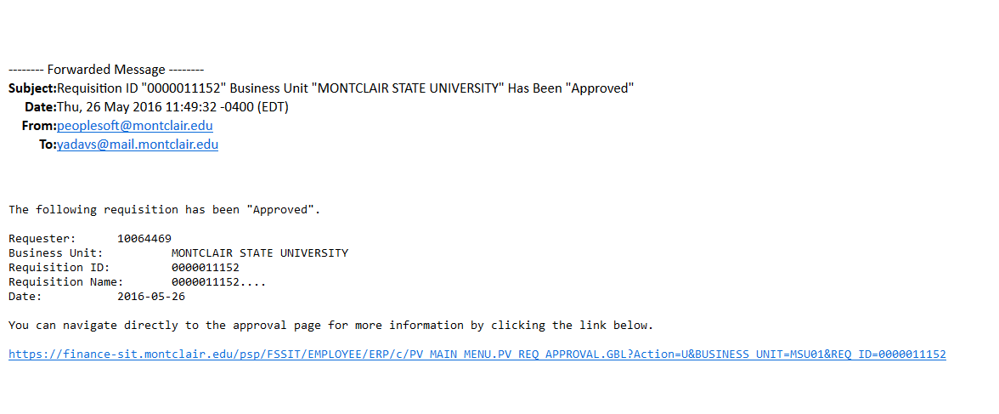 -------- Forwarded Message --------
Subject:Requisition ID "0000011152" Business Unit "MONTCLAIR STATE UNIVERSITY" Has Been "Approved"
Date:Thu, 26 May 2016 11:49:32 -0400 (EDT)
From:peoplesoft@montclair.edu
To:yadavs@mail.montclair.edu
The following requisition has been "Approved".
Requester: 10064469
Business Unit: MONTCLAIR STATE UNIVERSITY
Requisition ID: 0000011152
Requisition Name: 0000011152....
Date: 2016-05-26
You can navigate directly to the approval page for more information by clicking the link below.
https://finance-sit.montclair.edu/psp/FSSIT/EMPLOYEE/ERP/c/PV_MAIN_MENU.PV_REQ_APPROVAL.GBL?Action=U&BUSINESS_UNIT=MSU01&REQ_ID=0000011152